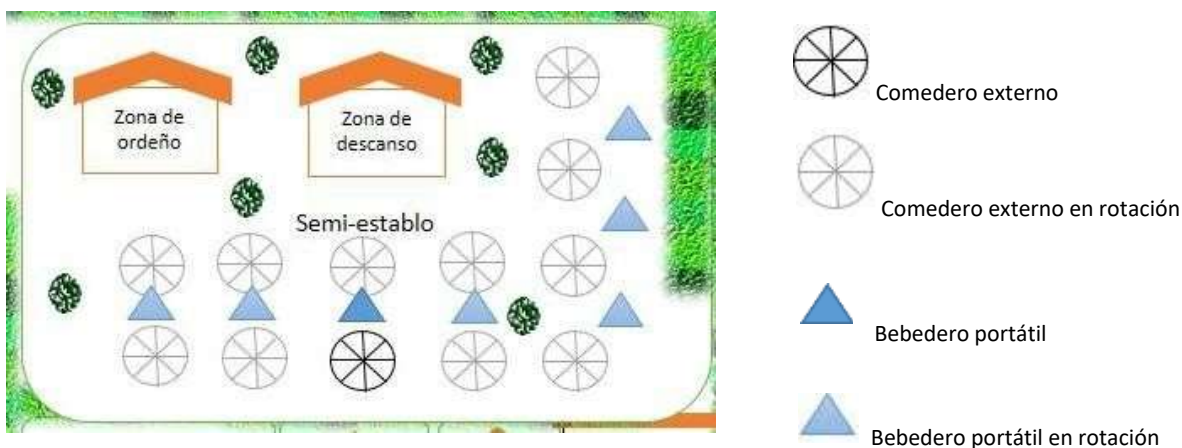 Zona de
ordeño
Zona de
descanso
Semi-establo
Comedero externo
Comedero externo en rotación
Bebedero portátil
Bebedero portátil en rotación